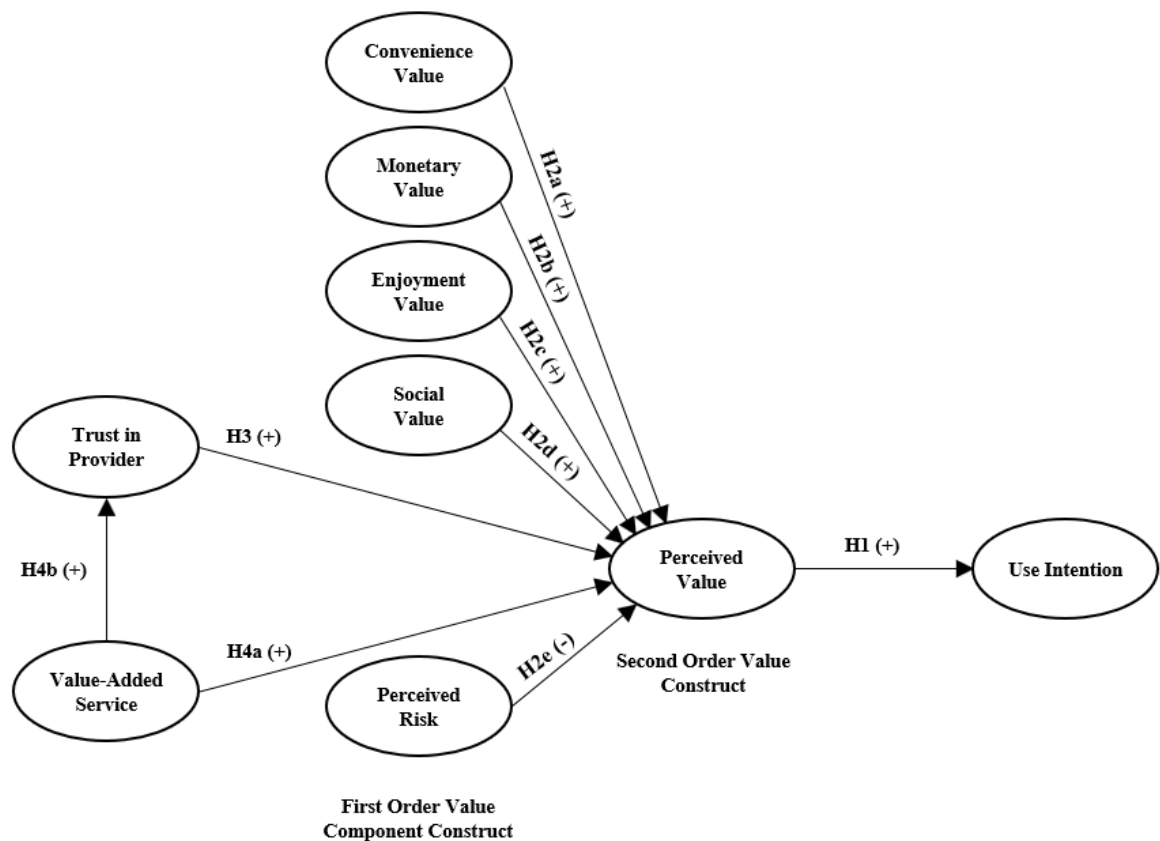 Convenience
Value
Monetary
Value
Enjoyment
Value
Social
Value
H2a (+)
H2b (+)
H2c (+)
H2d (+)
Trust in
Provider
H3 (+)
H4b (+)
Value-Added
Service
H4a (+)
Perceived
Risk
H2e (-)
Perceived
Value
H1 (+)
Use Intention
Second Order Value
Construct
First Order Value
Component Construct